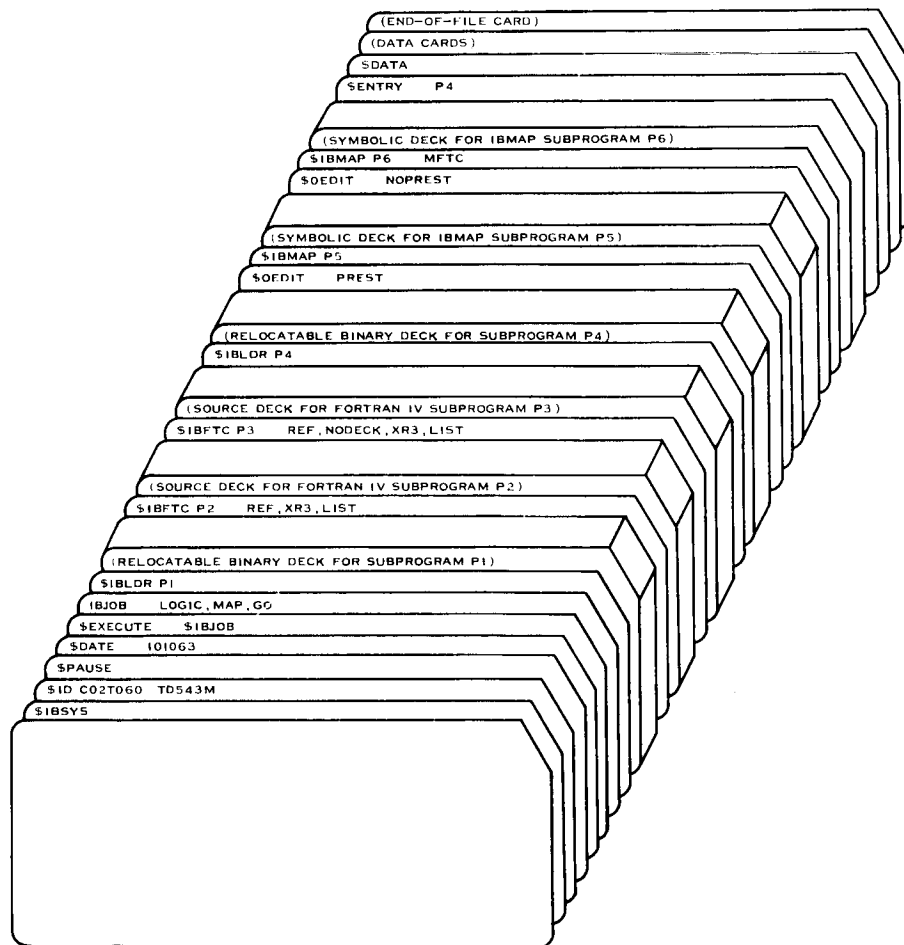 (END-OF-FILE CARD)
(DATA CARDS)
$DATA
$ENTRY P4
(SYMBOLIC DECK FOR IBMAP SUBPROGRAM P6)
$IBMAP P6 MFTC
$OEDIT NOPREST
(SYMBOLIC DECK FOR IBMAP SUBPROGRAM P5)
$IBMAP P5
$OEDIT PREST
(RELOCATABLE BINARY DECK FOR SUBPROGRAM P4)
$IBLDR P4
(SOURCE DECK FOR FORTRAN IV SUBPROGRAM P3)
$IBFTC P3 REF,NODECK,XR3,LIST
(SOURCE DECK FOR FORTRAN IV SUBPROGRAM P2)
$IBFTC P2 REF,XR3,LIST
(RELOCATABLE BINARY DECK FOR SUBPROGRAM P1)
$IBLDR P1
IBJOB LOGIC,MAP,GO
$EXECUTE $IBJOB
$DATE 101063
$PAUSE
$ID C02T060 TD543M
$IBSYS